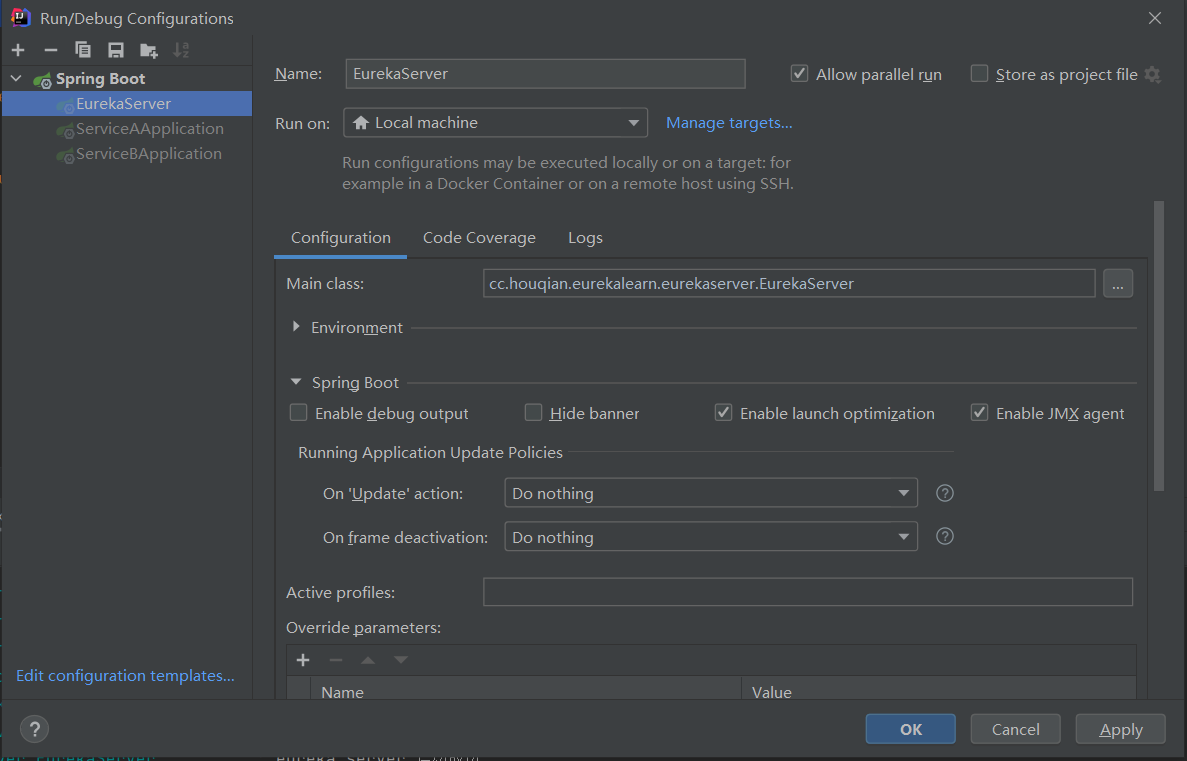 Run/Debug Configurations
Spring Boot
EurekaServer
ServiceAApplication
ServiceBApplication
Edit configuration templates...
Name:
EurekaServer
Allow parallel run
Store as project file
Run on:
Local machine
Manage targets...
Run configurations may be executed locally or on a target: for
example in a Docker Container or on a remote host using SSH.
Configuration
Code Coverage
Logs
Main class:
cc.houqian.eurekalearn.eurekaserver.EurekaServer
...
Environment
Spring Boot
Enable debug output
Hide banner
Enable launch optimization
Enable JMX agent
Running Application Update Policies
On 'Update' action:
Do nothing
?
On frame deactivation:
Do nothing
?
Active profiles:
Override parameters:
Name
Value
?
OK
Cancel
Apply